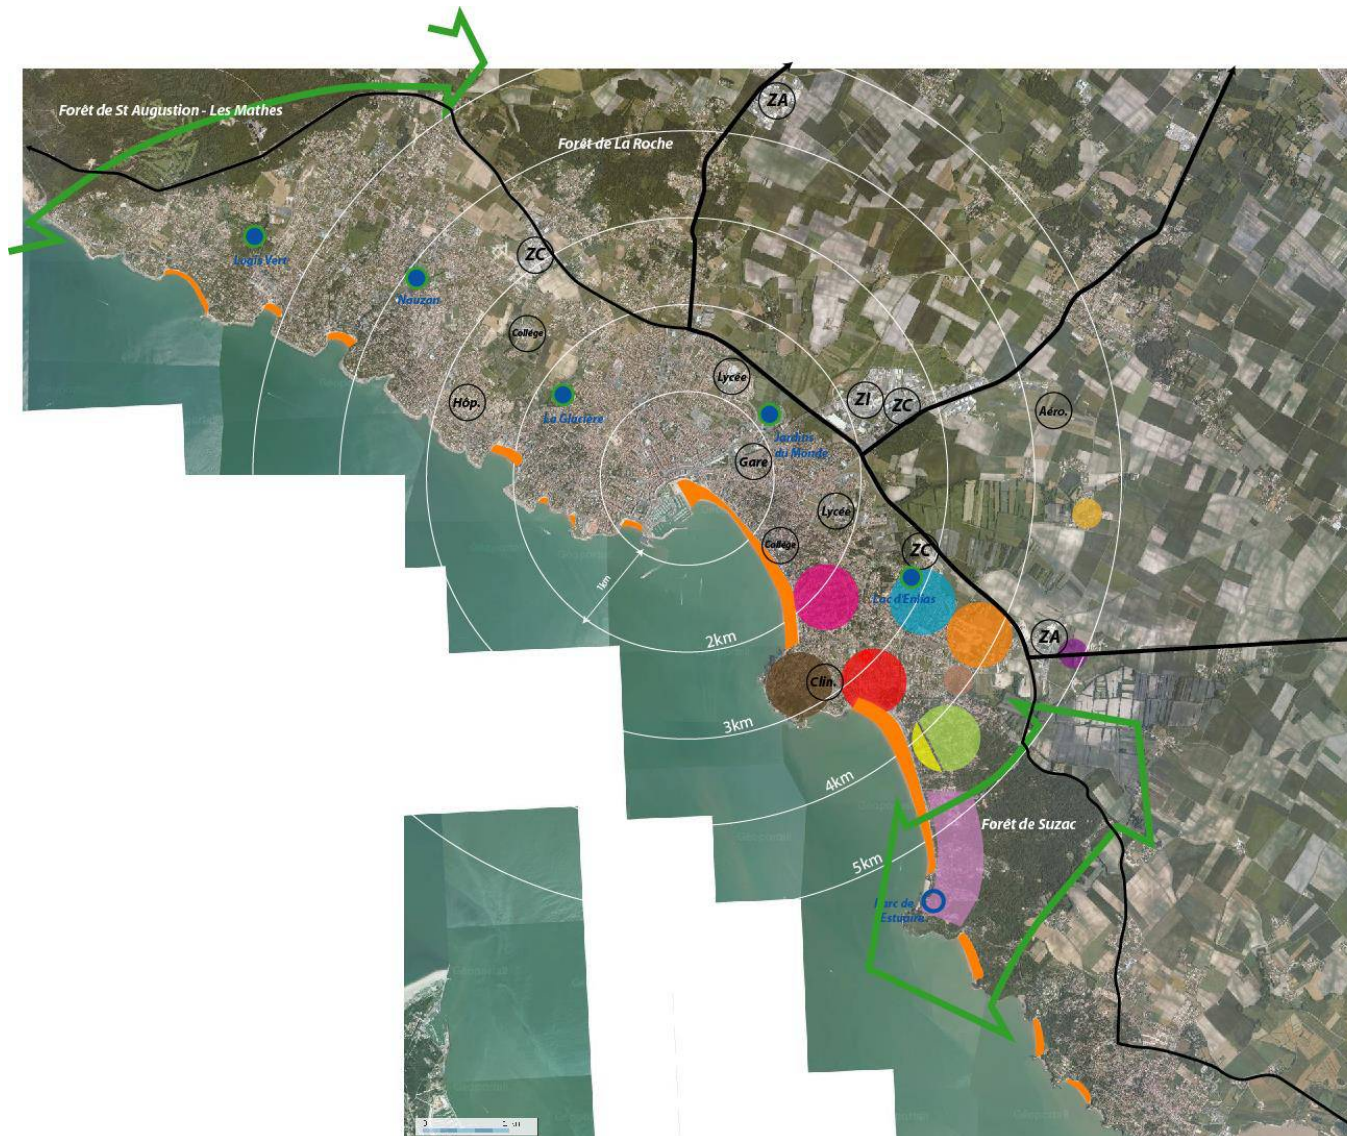 Forêt de St Augustion - Les Mathes
ZA
Forêt de La Roche
Logis Vert
ZC
Nauzan
Collège
Lycée
Hôp.
ZI
ZC
Aéro.
La Glacière
Jardins
du Monde
Gare
Lycée
Collège
ZC
1km
Lac d'Enlias
2km
ZA
Clin.
3km
4km
Forêt de Suzac
5km
Parc de
Estuaire
0